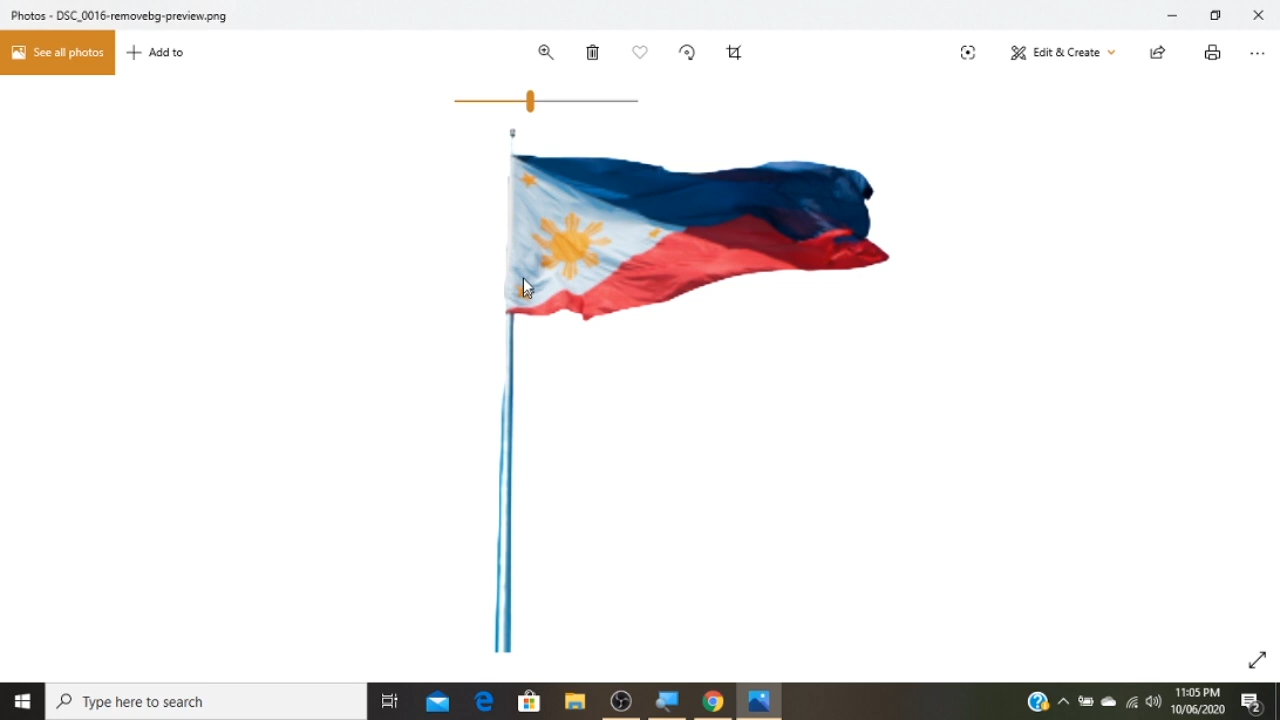 Photos - DSC_0016-removebg-preview.png
See all photos
Add to
Edit & Create
Type here to search
11:05 PM
10/06/2020
2